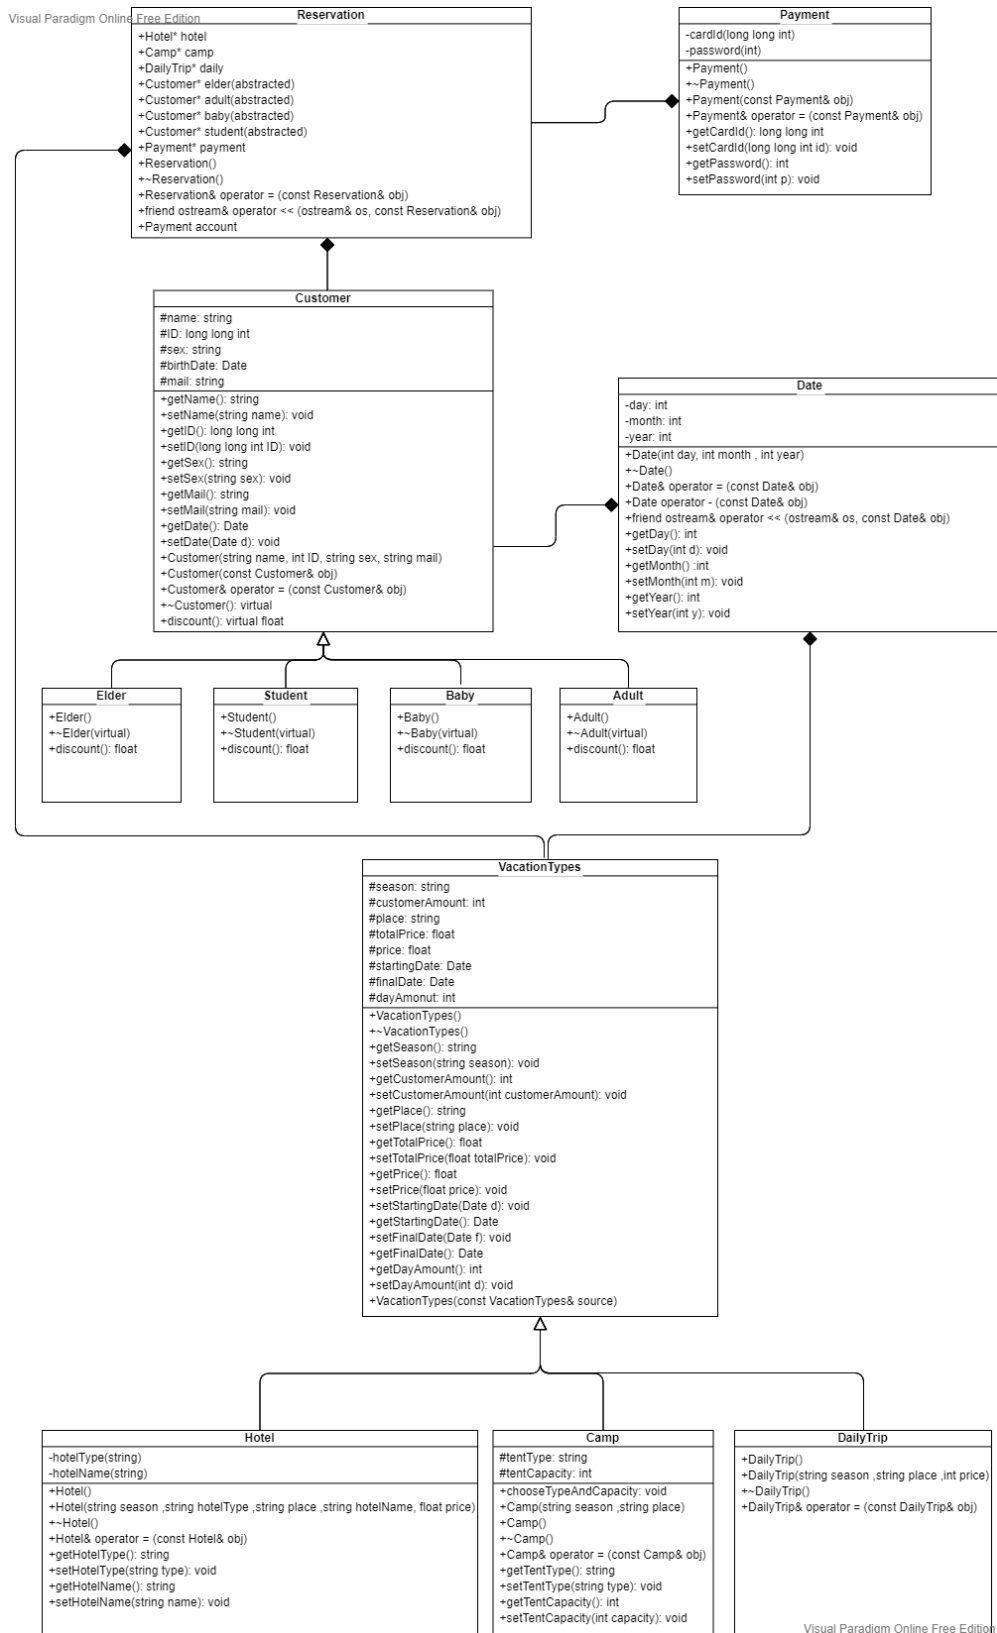 Visual Paradigm Online Free Edition
Reservation
+Hotel* hotel
+Camp* camp
+DailyTrip* daily
+Customer* elder(abstracted)
+Customer* adult(abstracted)
+Customer* baby(abstracted)
+Customer* student(abstracted)
+Payment* payment
+Reservation()
+~Reservation()
+Reservation& operator = (const Reservation& obj)
+friend ostream& operator << (ostream& os, const Reservation& obj)
+Payment account
Payment
-cardId(long long int)
-password(int)
+Payment()
+~Payment()
+Payment(const Payment& obj)
+Payment& operator = (const Payment& obj)
+getCardId(): long long int
+setCardId(long long int id): void
+getPassword(): int
+setPassword(int p): void
Customer
#name: string
#ID: long long int
#sex: string
#birthDate: Date
#mail: string
+getName(): string
+setName(string name): void
+getID(): long long int
+setID(long long int ID): void
+getSex(): string
+setSex(string sex): void
+getMail(): string
+setMail(string mail): void
+getDate(): Date
+setDate(Date d): void
+Customer(string name, int ID, string sex, string mail)
+Customer(const Customer& obj)
+Customer& operator = (const Customer& obj)
+~Customer(): virtual
+discount(): virtual float
Date
-day: int
-month: int
-year: int
+Date(int day, int month , int year)
+~Date()
+Date& operator = (const Date& obj)
+Date operator - (const Date& obj)
+friend ostream& operator << (ostream& os, const Date& obj)
+getDay(): int
+setDay(int d): void
+getMonth() :int
+setMonth(int m): void
+getYear(): int
+setYear(int y): void
Elder
+Elder()
+~Elder(virtual)
+discount(): float
Student
+Student()
+~Student(virtual)
+discount(): float
Baby
+Baby()
+~Baby(virtual)
+discount(): float
Adult
+Adult()
+~Adult(virtual)
+discount(): float
VacationTypes
#season: string
#customerAmount: int
#place: string
#totalPrice: float
#price: float
#startingDate: Date
#finalDate: Date
#dayAmonut: int
+VacationTypes()
+~VacationTypes()
+getSeason(): string
+setSeason(string season): void
+getCustomerAmount(): int
+setCustomerAmount(int customerAmount): void
+getPlace(): string
+setPlace(string place): void
+getTotalPrice(): float
+setTotalPrice(float totalPrice): void
+getPrice(): float
+setPrice(float price): void
+setStartingDate(Date d): void
+getStartingDate(): Date
+setFinalDate(Date f): void
+getFinalDate(): Date
+getDayAmount(): int
+setDayAmount(int d): void
+VacationTypes(const VacationTypes& source)
Hotel
-hotelType(string)
-hotelName(string)
+Hotel()
+Hotel(string season ,string hotelType ,string place ,string hotelName, float price)
+~Hotel()
+Hotel& operator = (const Hotel& obj)
+getHotelType(): string
+setHotelType(string type): void
+getHotelName(): string
+setHotelName(string name): void
Camp
#tentType: string
#tentCapacity: int
+chooseTypeAndCapacity: void
+Camp(string season ,string place)
+Camp()
+~Camp()
+Camp& operator = (const Camp& obj)
+getTentType(): string
+setTentType(string type): void
+getTentCapacity(): int
+setTentCapacity(int capacity): void
DailyTrip
+DailyTrip()
+DailyTrip(string season ,string place ,int price)
+~DailyTrip()
+DailyTrip& operator = (const DailyTrip& obj)
Visual Paradigm Online Free Edition